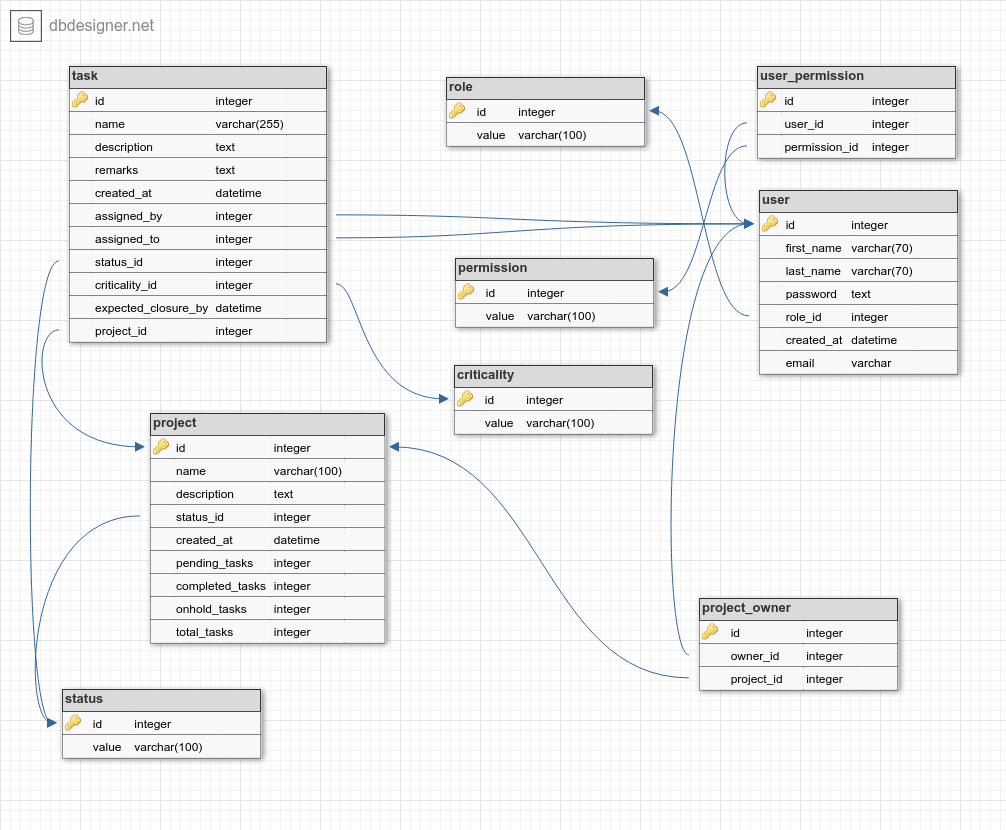 dbdesigner.net
task
id integer
name varchar(255)
description text
remarks text
created_at datetime
assigned_by integer
assigned_to integer
status_id integer
criticality_id integer
expected_closure_by datetime
project_id integer
role
id integer
value varchar(100)
user_permission
id integer
user_id integer
permission_id integer
user
id integer
first_name varchar(70)
last_name varchar(70)
password text
role_id integer
created_at datetime
email varchar
permission
id integer
value varchar(100)
criticality
id integer
value varchar(100)
project
id integer
name varchar(100)
description text
status_id integer
created_at datetime
pending_tasks integer
completed_tasks integer
onhold_tasks integer
total_tasks integer
project_owner
id integer
owner_id integer
project_id integer
status
id integer
value varchar(100)